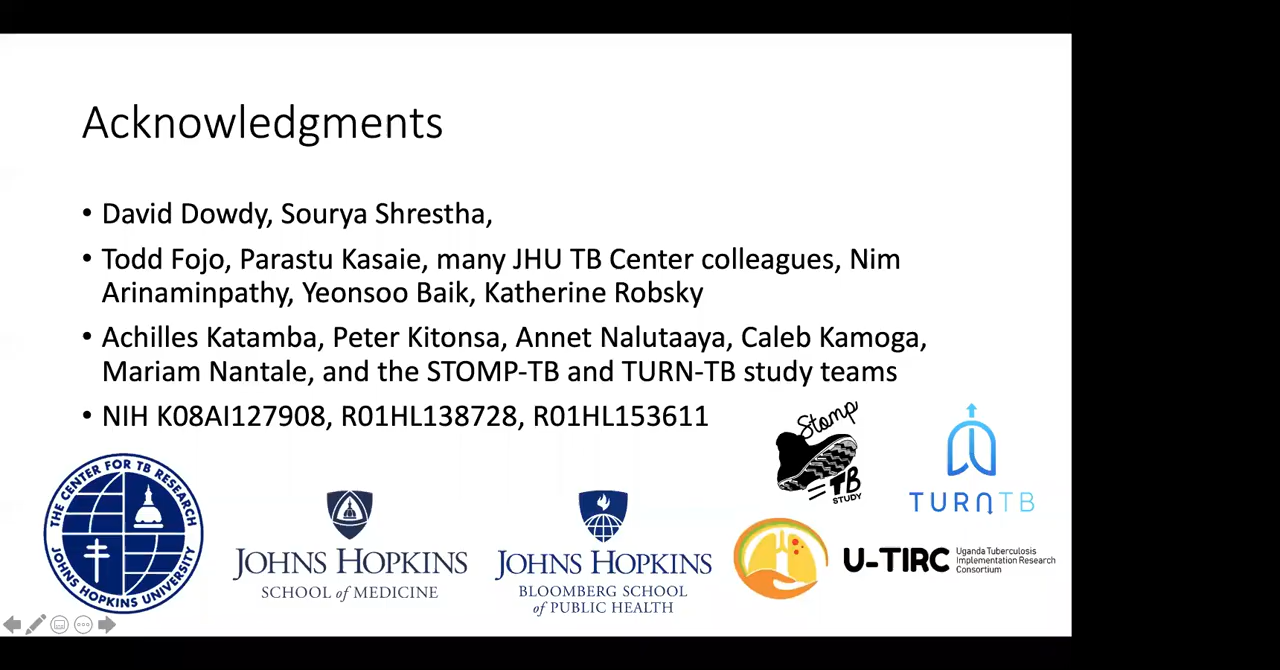 Acknowledgments
• David Dowdy, Sourya Shrestha,
• Todd Fojo, Parastu Kasaie, many JHU TB Center colleagues, Nim
Arinaminpathy, Yeonsoo Baik, Katherine Robsky
• Achilles Katamba, Peter Kitonsa, Annet Nalutaaya, Caleb Kamoga,
Mariam Nantale, and the STOMP-TB and TURN-TB study teams
• NIH K08AI127908, R01HL138728, R01HL153611
Stomp
TB
STUDY
TURNTB
THE CENTER FOR TB RESEARCH
JOHNS HOPKINS UNIVERSITY
JOHNS HOPKINS
SCHOOL of MEDICINE
JOHNS HOPKINS
BLOOMBERG SCHOOL
of PUBLIC HEALTH
U-TIRC
Uganda Tuberculosis
Implementation Research
Consortium